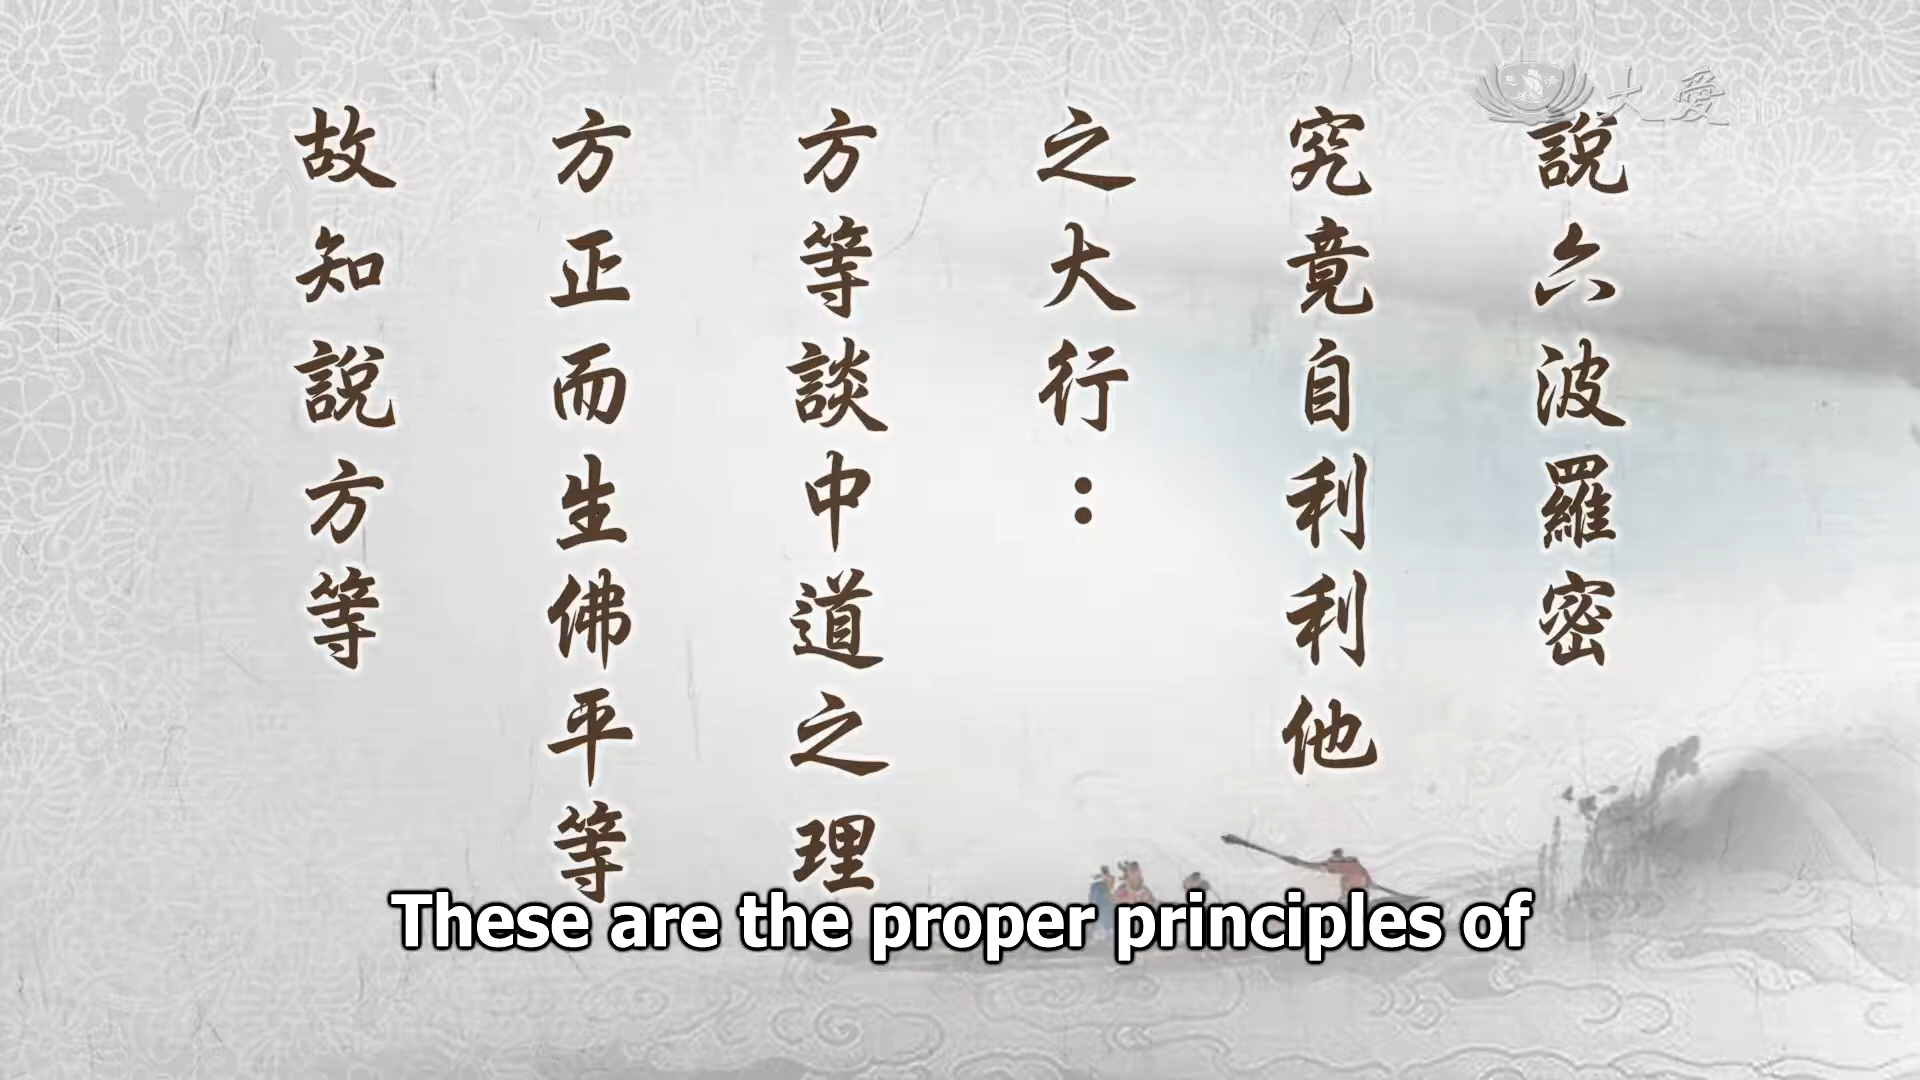 說六波羅密
究竟自利利他
之大行：
方等談中道之理
方正而生佛平等
故知說方等
大愛
These are the proper principles of